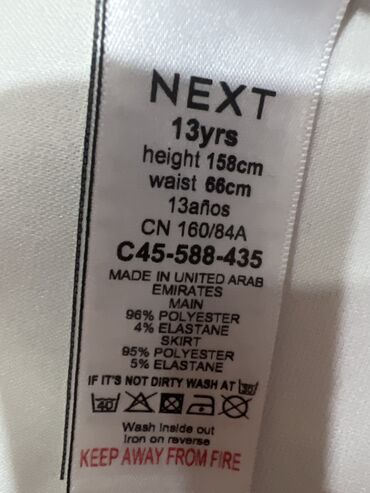 NEXT
13yrs
height 158cm
waist 66cm
13años
CN 160/84A
C45-588-435
MADE IN UNITED ARAB
EMIRATES
MAIN
96% POLYESTER
4% ELASTANE
SKIRT
95% POLYESTER
5% ELASTANE
IF IT'S NOT DIRTY WASH AT 30
40
Wash inside out
Iron on reverse
KEEP AWAY FROM FIRE